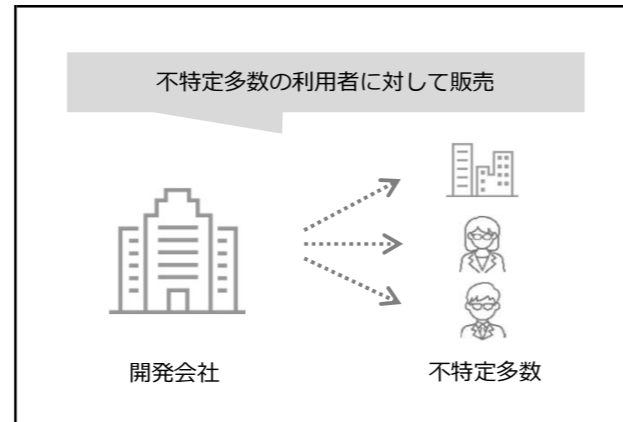 不特定多数の利用者に対して販売
開発会社
不特定多数